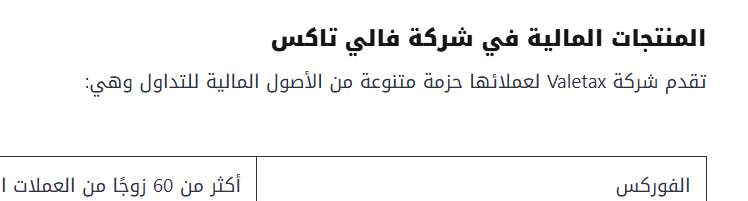 المنتجات المالية في شركة فالي تاكس
تقدم شركة Valetax لعملائها حزمة متنوعة من الأصول المالية للتداول وهي:
الفوركس
أكثر من 60 زوجًا من العملات